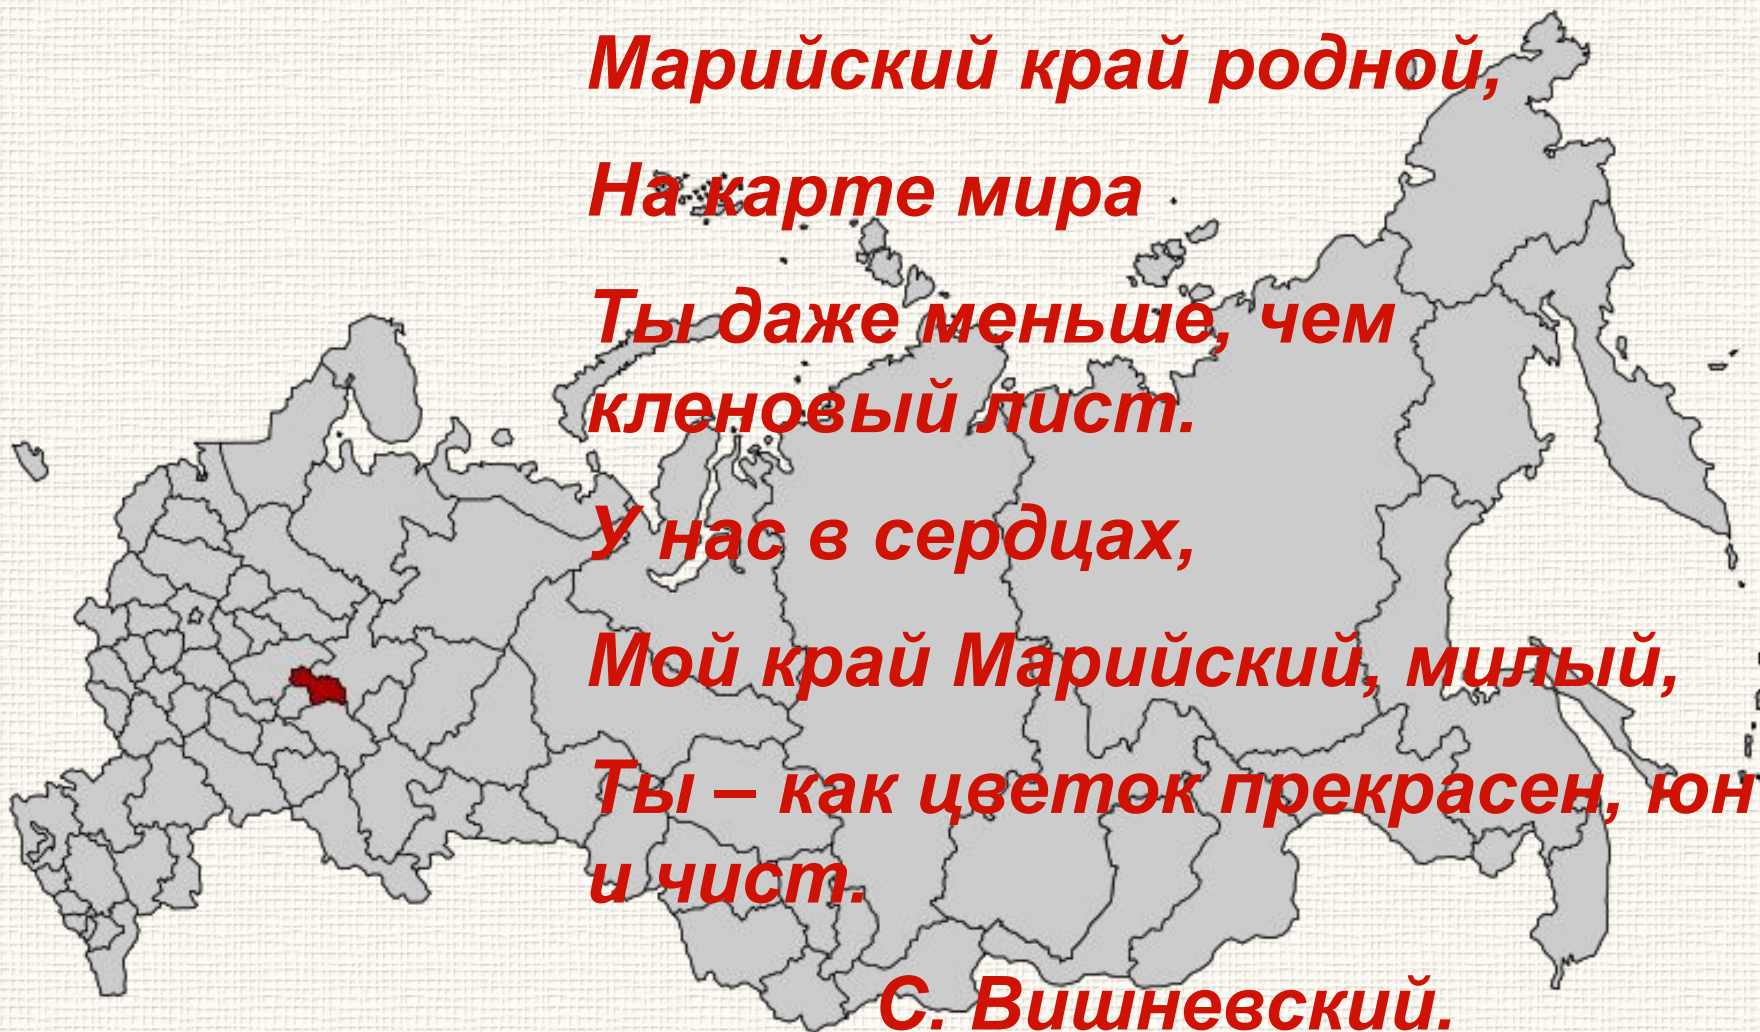 Марийский край родной,
На карте мира
Ты даже меньше, чем
кленовый лист.
У нас в сердцах,
Мой край Марийский, милый,
Ты – как цветок прекрасен, юн
и чист.
С. Вишневский.